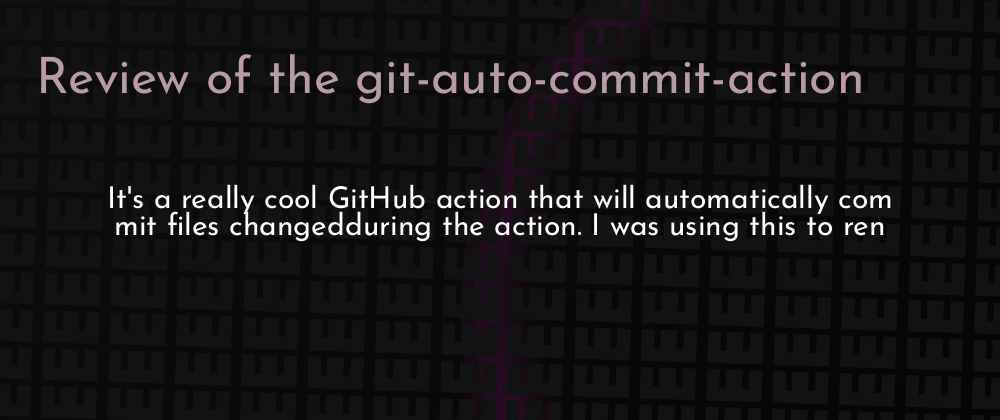 Review of the git-auto-commit-action
It's a really cool GitHub action that will automatically com
mit files changedduring the action. I was using this to ren